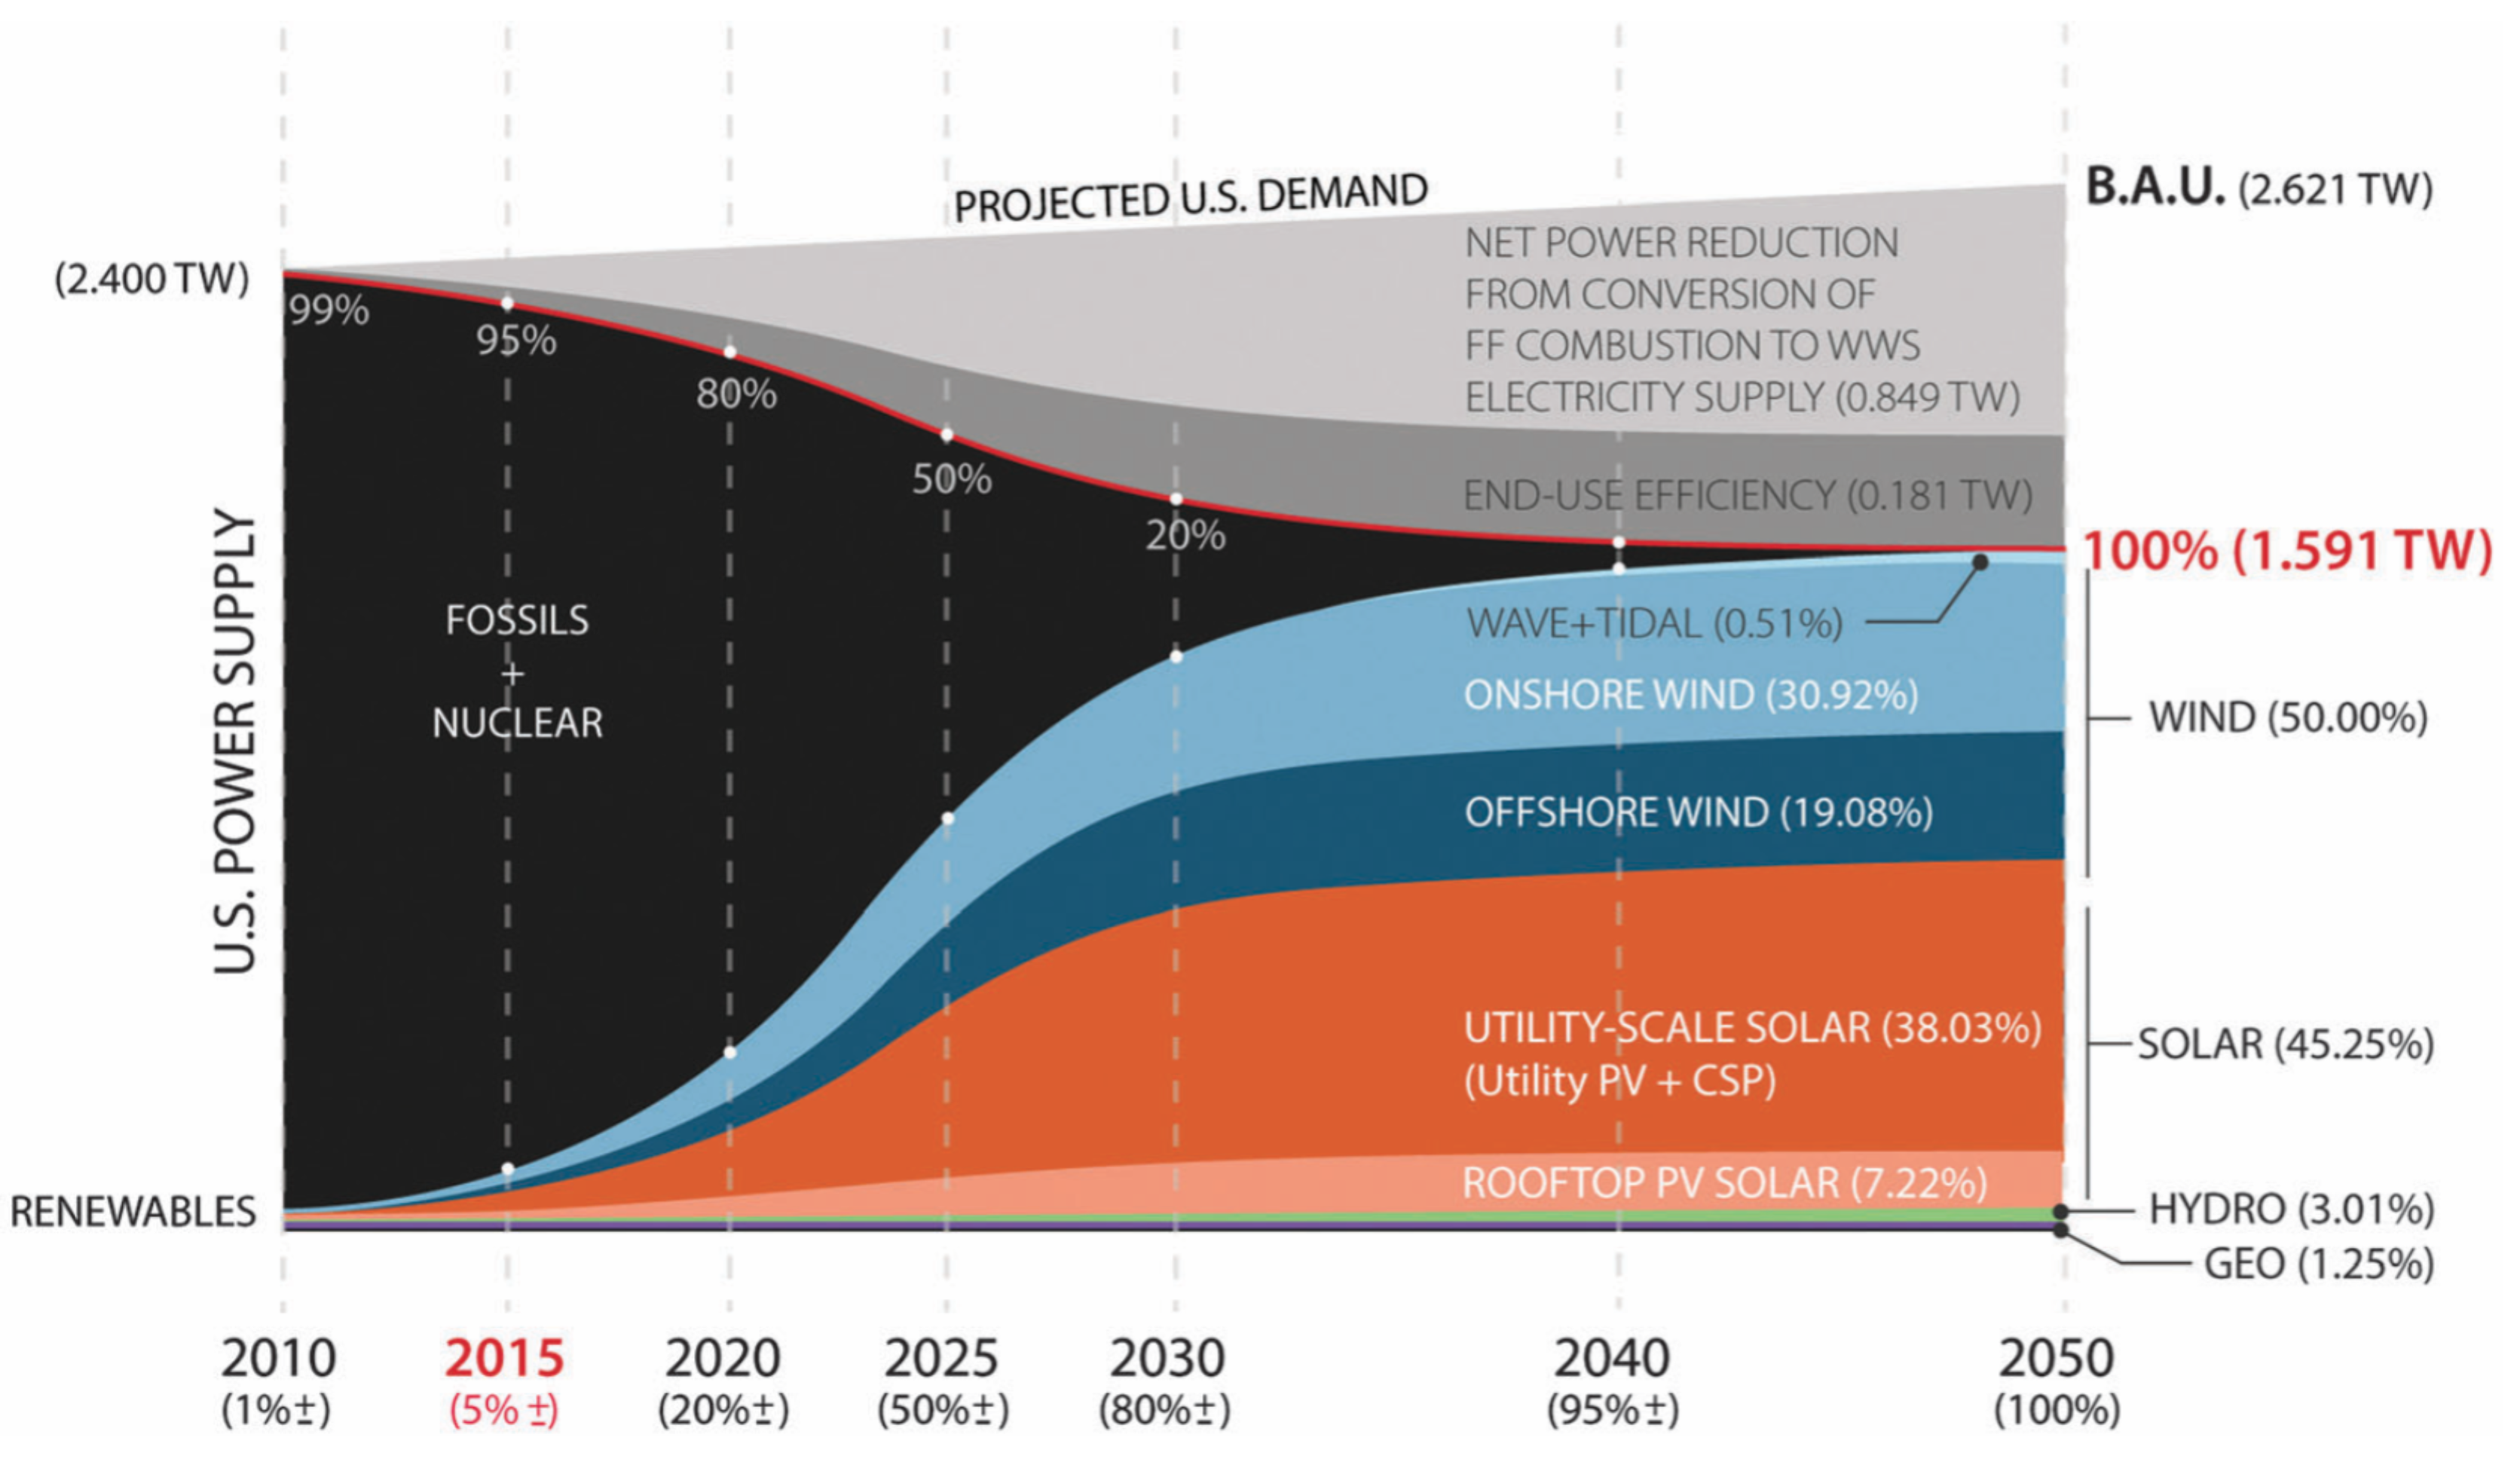 PROJECTED U.S. DEMAND
B.A.U. (2.621 TW)
(2.400 TW)
NET POWER REDUCTION
FROM CONVERSION OF
FF COMBUSTION TO WWS
ELECTRICITY SUPPLY (0.849 TW)
99%
95%
80%
50%
20%
END-USE EFFICIENCY (0.181 TW)
100% (1.591 TW)
U.S. POWER SUPPLY
FOSSILS
+
NUCLEAR
WAVE+TIDAL (0.51%)
ONSHORE WIND (30.92%)
WIND (50.00%)
OFFSHORE WIND (19.08%)
UTILITY-SCALE SOLAR (38.03%)
(Utility PV + CSP)
SOLAR (45.25%)
ROOFTOP PV SOLAR (7.22%)
RENEWABLES
HYDRO (3.01%)
GEO (1.25%)
2010 2015 2020 2025 2030 2040 2050
(1%±) (5% ±) (20%±) (50%±) (80%±) (95%±) (100%)